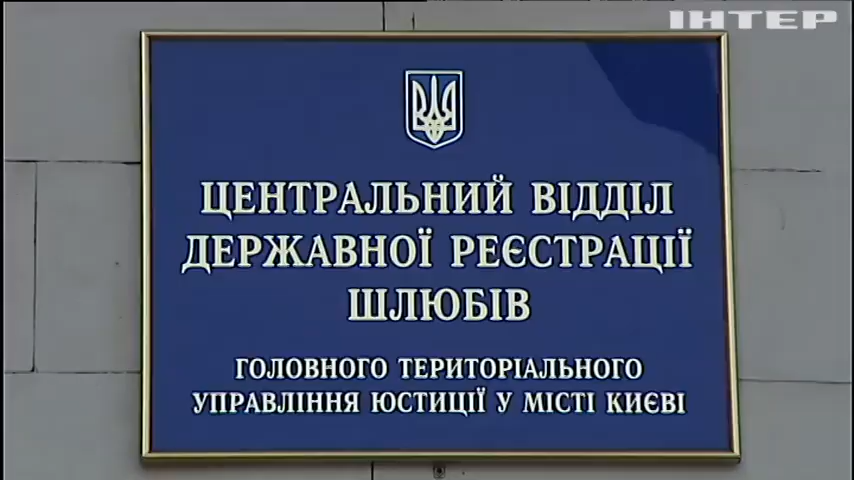 ІНТЕР
ЦЕНТРАЛЬНИЙ ВІДДІЛ
ДЕРЖАВНОЇ РЕЄСТРАЦІЇ
ШЛЮБІВ
ГОЛОВНОГО ТЕРИТОРІАЛЬНОГО
УПРАВЛІННЯ ЮСТИЦІЇ У МІСТІ КИЄВІ